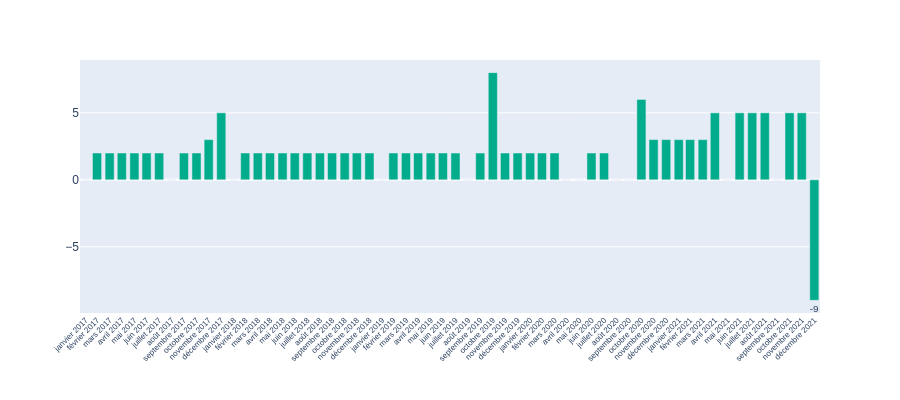 5
0
−5
-9
janvier 2017
février 2017
mars 2017
avril 2017
mai 2017
juin 2017
juillet 2017
août 2017
septembre 2017
octobre 2017
novembre 2017
décembre 2017
janvier 2018
février 2018
mars 2018
avril 2018
mai 2018
juin 2018
juillet 2018
août 2018
septembre 2018
octobre 2018
novembre 2018
décembre 2018
janvier 2019
février 2019
mars 2019
avril 2019
mai 2019
juin 2019
juillet 2019
août 2019
septembre 2019
octobre 2019
novembre 2019
décembre 2019
janvier 2020
février 2020
mars 2020
avril 2020
mai 2020
juin 2020
juillet 2020
août 2020
septembre 2020
octobre 2020
novembre 2020
décembre 2020
janvier 2021
février 2021
mars 2021
avril 2021
mai 2021
juin 2021
juillet 2021
août 2021
septembre 2021
octobre 2021
novembre 2021
décembre 2021